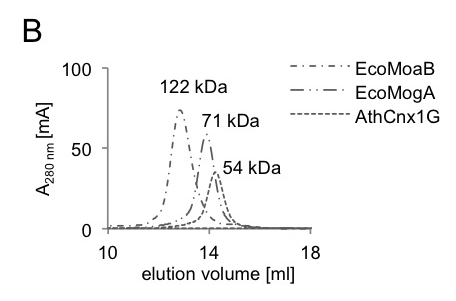 B
100
50
0
A280 nm [mA]
122 kDa
71 kDa
54 kDa
EcoMoaB
EcoMogA
AthCnx1G
10 14 18
elution volume [ml]